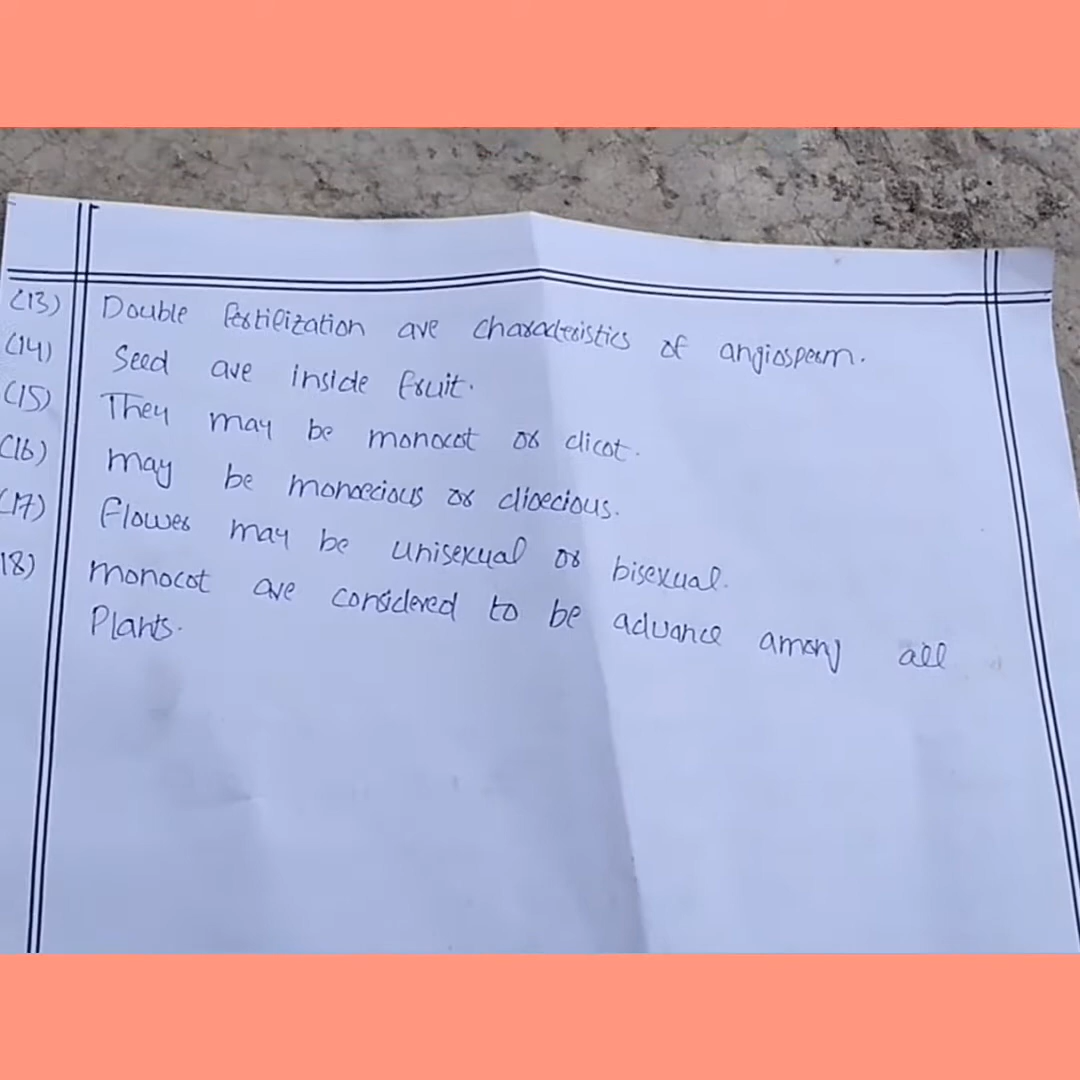 (13) Double fertilization are characteristics of angiosperm.
(14) Seed are inside fruit.
(15) They may be monocot or dicot.
(16) may be monoecious or dioecious.
(17) Flower may be unisexual or bisexual.
18) monocot are considered to be advance among all
Plants.